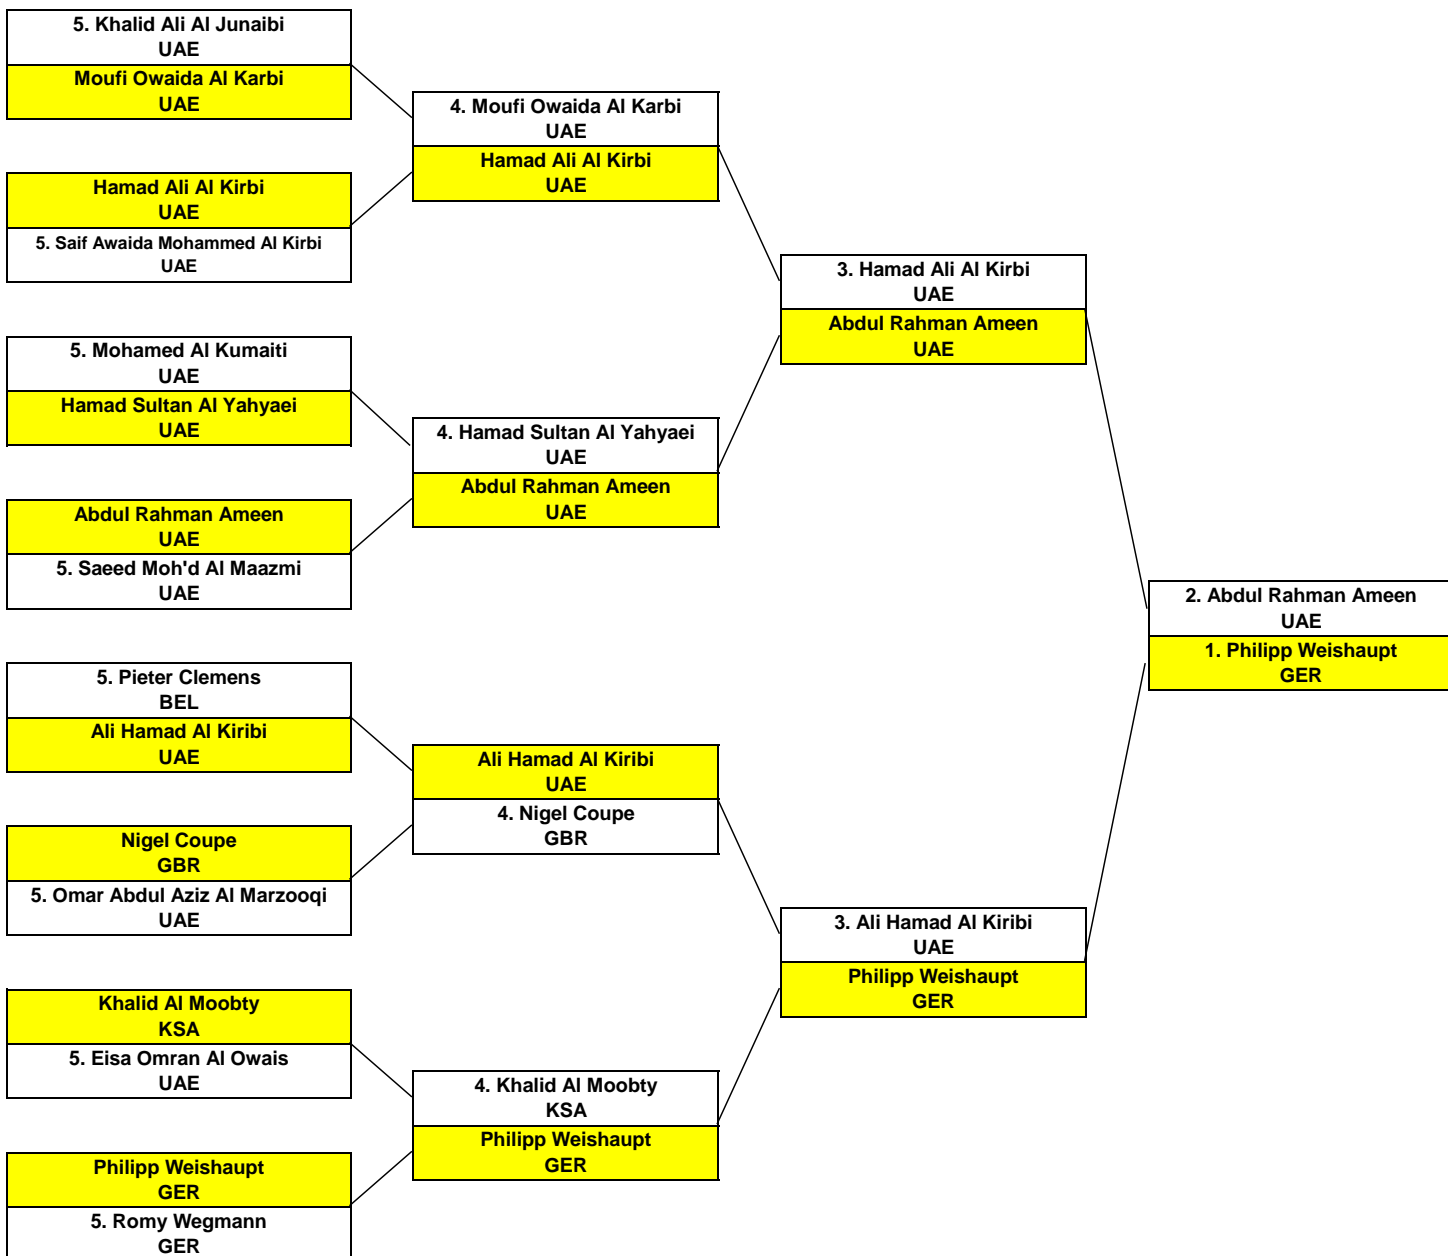 5. Khalid Ali Al Junaibi
UAE
Moufi Owaida Al Karbi
UAE
Hamad Ali Al Kirbi
UAE
5. Saif Awaida Mohammed Al Kirbi
UAE
5. Mohamed Al Kumaiti
UAE
Hamad Sultan Al Yahyaei
UAE
Abdul Rahman Ameen
UAE
5. Saeed Moh'd Al Maazmi
UAE
5. Pieter Clemens
BEL
Ali Hamad Al Kiribi
UAE
Nigel Coupe
GBR
5. Omar Abdul Aziz Al Marzooqi
UAE
Khalid Al Moobty
KSA
5. Eisa Omran Al Owais
UAE
Philipp Weishaupt
GER
5. Romy Wegmann
GER
4. Moufi Owaida Al Karbi
UAE
Hamad Ali Al Kirbi
UAE
4. Hamad Sultan Al Yahyaei
UAE
Abdul Rahman Ameen
UAE
Ali Hamad Al Kiribi
UAE
4. Nigel Coupe
GBR
4. Khalid Al Moobty
KSA
Philipp Weishaupt
GER
3. Hamad Ali Al Kirbi
UAE
Abdul Rahman Ameen
UAE
3. Ali Hamad Al Kiribi
UAE
Philipp Weishaupt
GER
2. Abdul Rahman Ameen
UAE
1. Philipp Weishaupt
GER